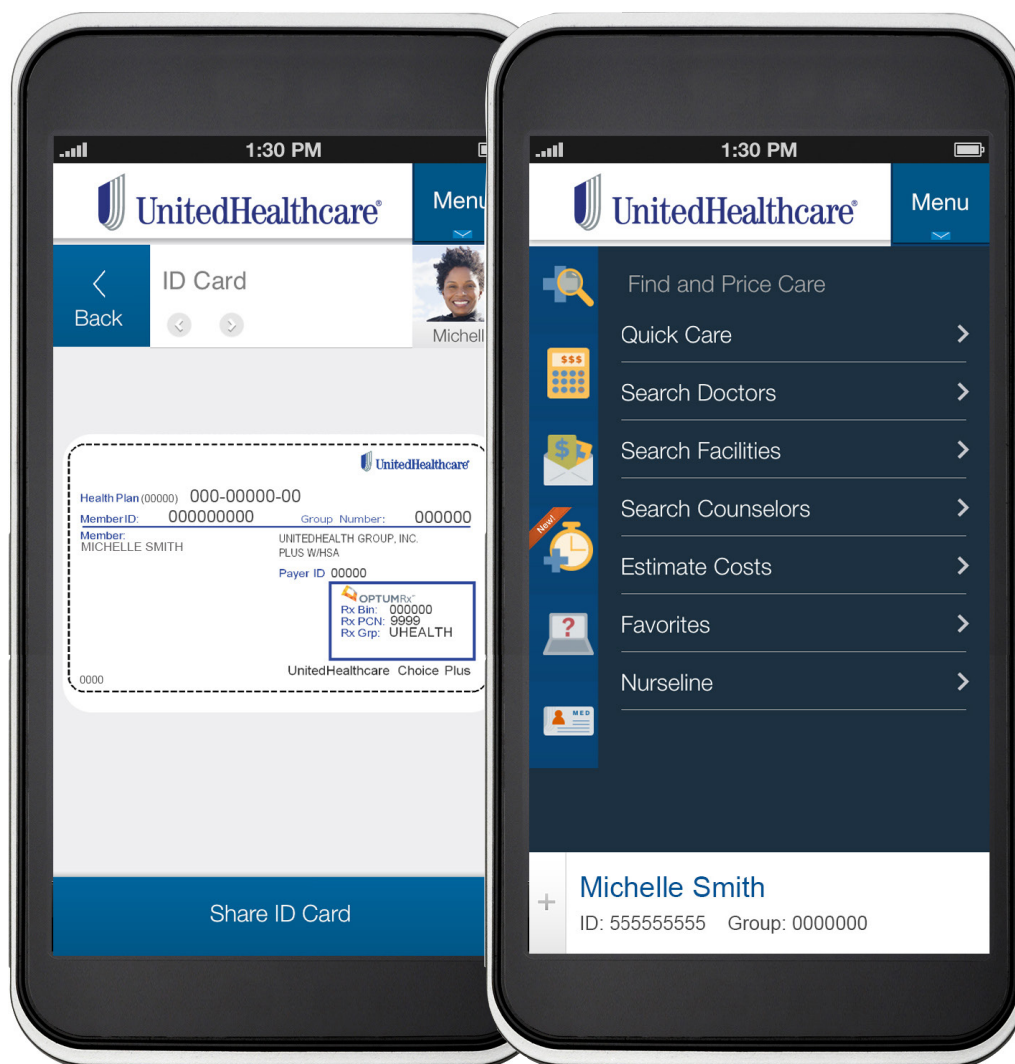 1:30 PM
UnitedHealthcare®
Menu
Back
ID Card
Michell
UnitedHealthcare®
Health Plan (00000) 000-00000-00
Member ID: 000000000 Group Number: 000000
Member:
MICHELLE SMITH
UNITEDHEALTH GROUP, INC.
PLUS W/HSA
Payer ID 00000
OPTUMRx™
Rx Bin: 000000
Rx PCN: 9999
Rx Grp: UHEALTH
UnitedHealthcare Choice Plus
0000
Share ID Card
1:30 PM
UnitedHealthcare®
Menu
Find and Price Care
$$$
Quick Care
Search Doctors
$
Search Facilities
New!
Search Counselors
Estimate Costs
?
Favorites
Nurseline
MED
Michelle Smith
ID: 555555555 Group: 0000000